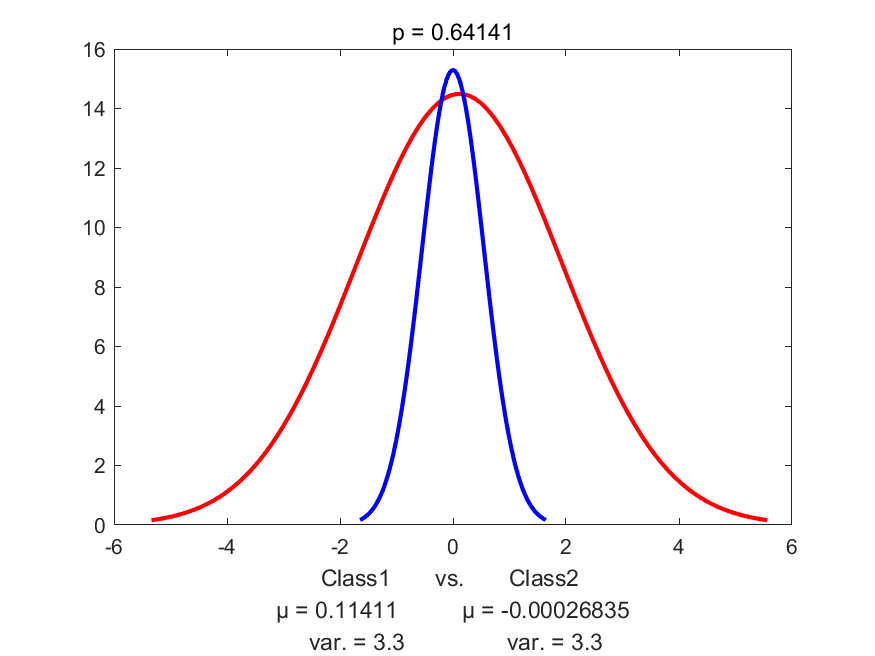 p = 0.64141
16
14
12
10
8
6
4
2
0
-6 -4 -2 0 2 4 6
Class1 vs. Class2
μ = 0.11411 μ = -0.00026835
var. = 3.3 var. = 3.3